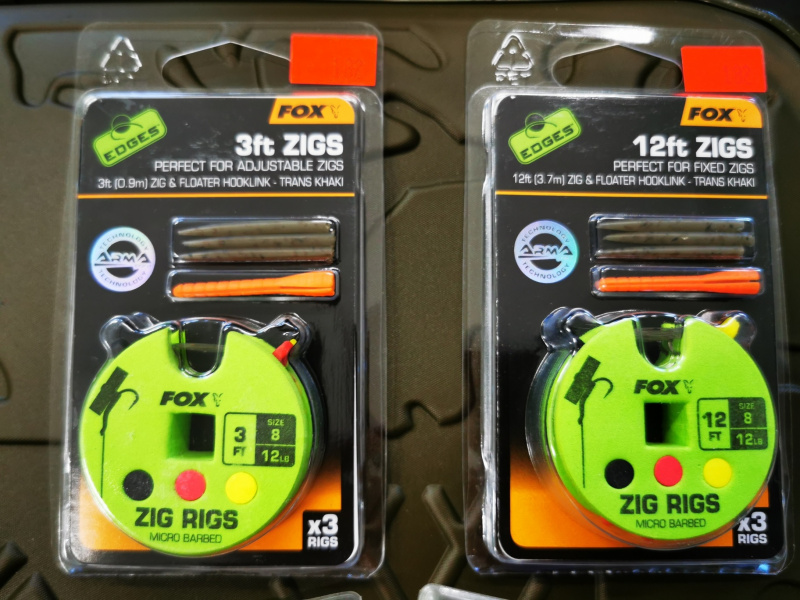 FOX
EDGES
3ft ZIGS
PERFECT FOR ADJUSTABLE ZIGS
3ft (0.9m) ZIG & FLOATER HOOKLINK - TRANS KHAKI
TECHNOLOGY
ARMA
TECHNOLOGY
FOX
3 FT
SIZE
8
12LB
ZIG RIGS
MICRO BARBED
x3
RIGS
FOX
EDGES
12ft ZIGS
PERFECT FOR FIXED ZIGS
12ft (3.7m) ZIG & FLOATER HOOKLINK - TRANS KHAKI
TECHNOLOGY
ARMA
TECHNOLOGY
FOX
12 FT
SIZE
8
12LB
ZIG RIGS
MICRO BARBED
x3
RIGS